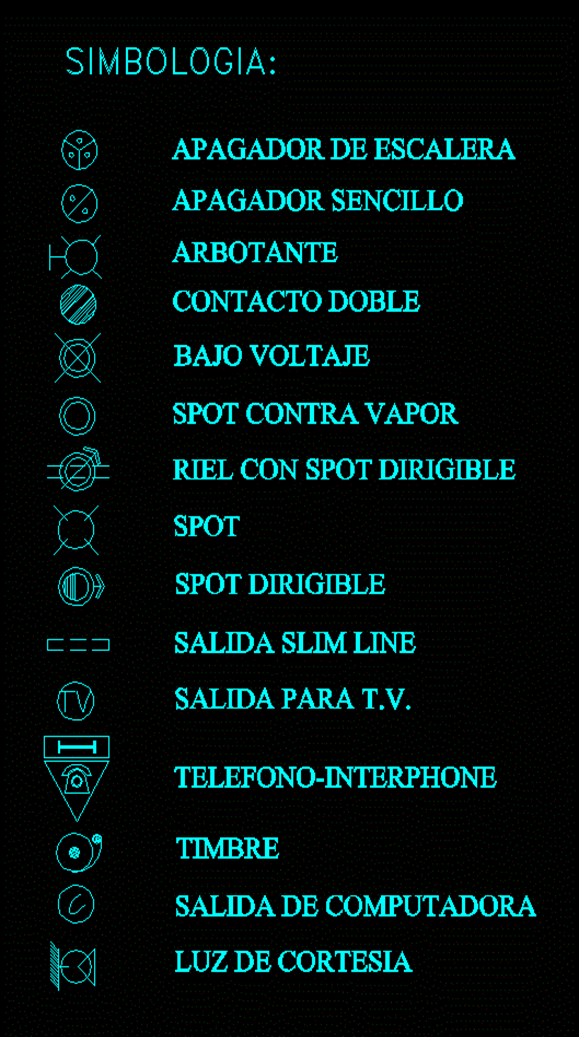 SIMBOLOGIA:
APAGADOR DE ESCALERA
APAGADOR SENCILLO
ARBOTANTE
CONTACTO DOBLE
BAJO VOLTAJE
SPOT CONTRA VAPOR
RIEL CON SPOT DIRIGIBLE
SPOT
SPOT DIRIGIBLE
SALIDA SLIM LINE
TV SALIDA PARA T.V.
TELEFONO-INTERPHONE
TIMBRE
C SALIDA DE COMPUTADORA
LUZ DE CORTESIA